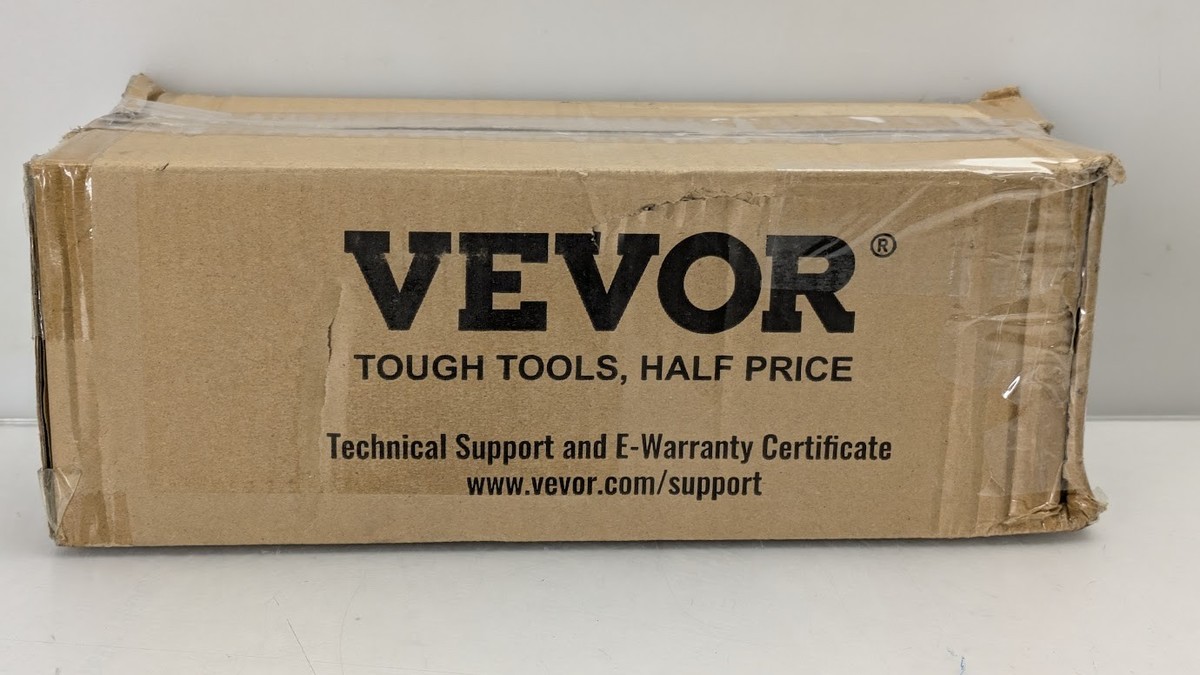 VEVOR®
TOUGH TOOLS, HALF PRICE
Technical Support and E-Warranty Certificate
www.vevor.com/support